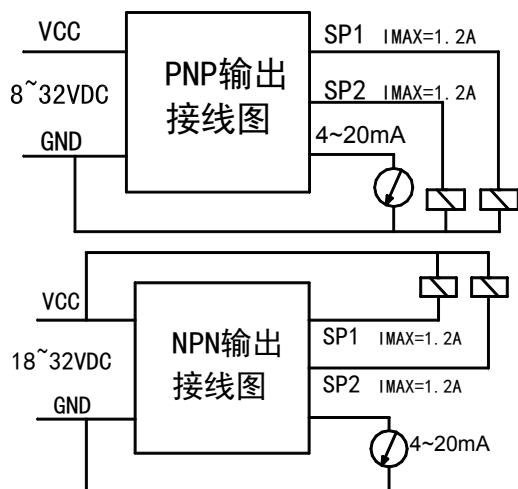 VCC
SP1 IMAX=1.2A
PNP输出
接线图
8~32VDC
SP2 IMAX=1.2A
GND
4~20mA
VCC
NPN输出
接线图
SP1 IMAX=1.2A
18~32VDC
SP2 IMAX=1.2A
GND
4~20mA